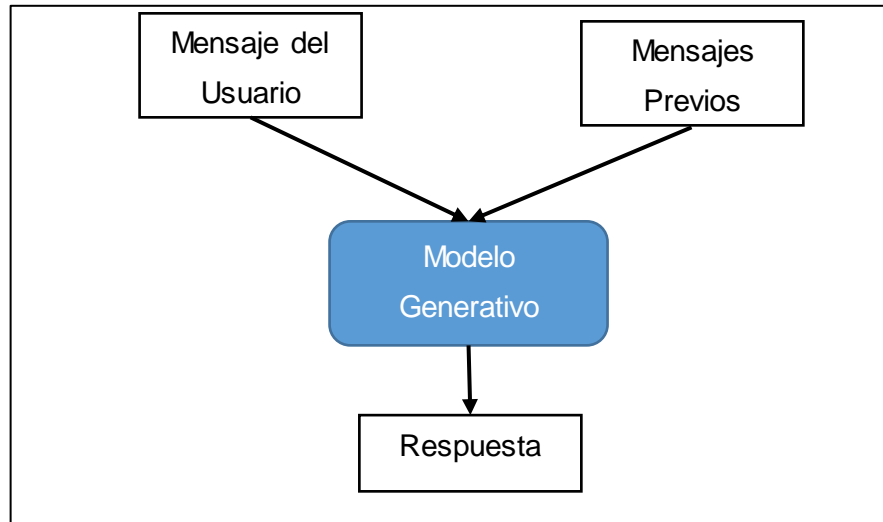 Mensaje del
Usuario
Mensajes
Previos
Modelo
Generativo
Respuesta